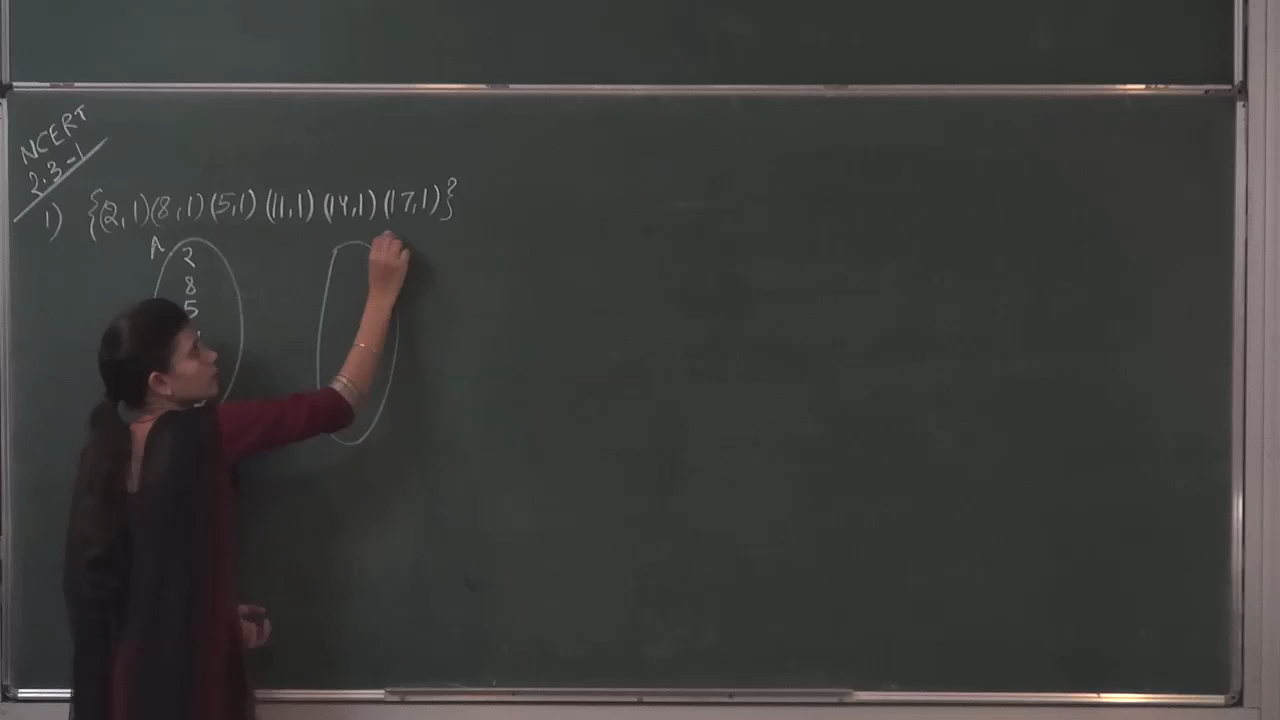 NCERT
2.3-1
1) {(2,1)(8,1)(5,1)(11,1)(14,1)(17,1)}
A
2
8
5